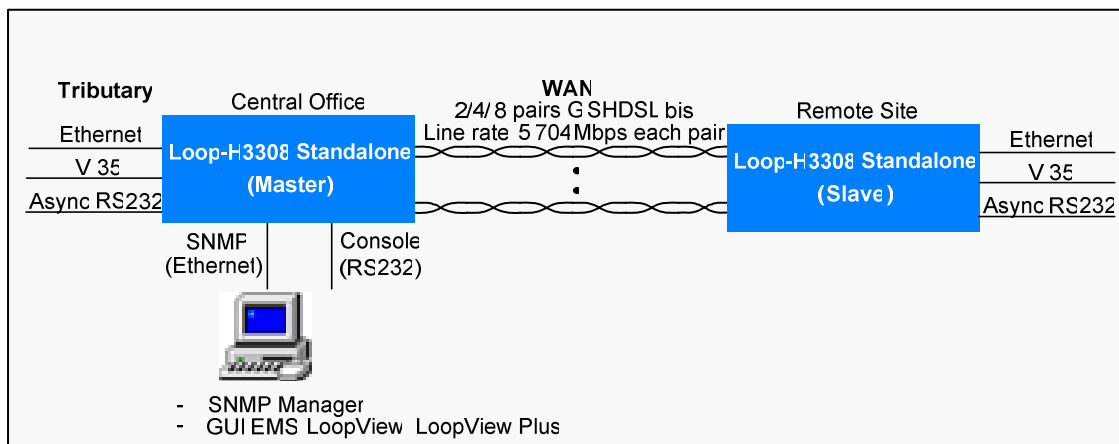 Tributary
Central Office
WAN
2/4/8 pairs G SHDSL bis
Line rate 5 704Mbps each pair
Remote Site
Ethernet
V 35
Async RS232
Loop-H3308 Standalone
(Master)
Loop-H3308 Standalone
(Slave)
Ethernet
V 35
Async RS232
SNMP
(Ethernet)
Console
(RS232)
- SNMP Manager
- GUI EMS LoopView LoopView Plus